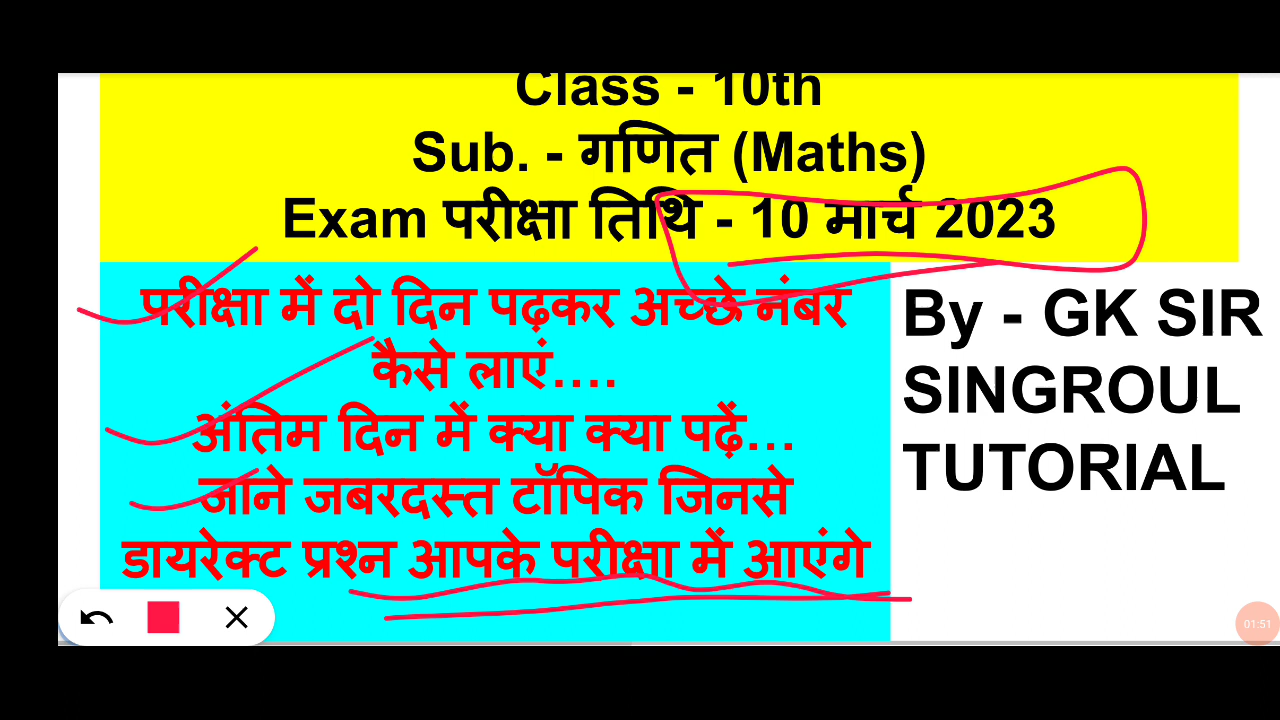 Class - 10th
Sub. - गणित (Maths)
Exam परीक्षा तिथि - 10 मार्च 2023
परीक्षा में दो दिन पढ़कर अच्छे नंबर
कैसे लाएं....
अंतिम दिन में क्या क्या पढ़ें...
जाने जबरदस्त टॉपिक जिनसे
डायरेक्ट प्रश्न आपके परीक्षा में आएंगे
By - GK SIR
SINGROUL
TUTORIAL
01:51